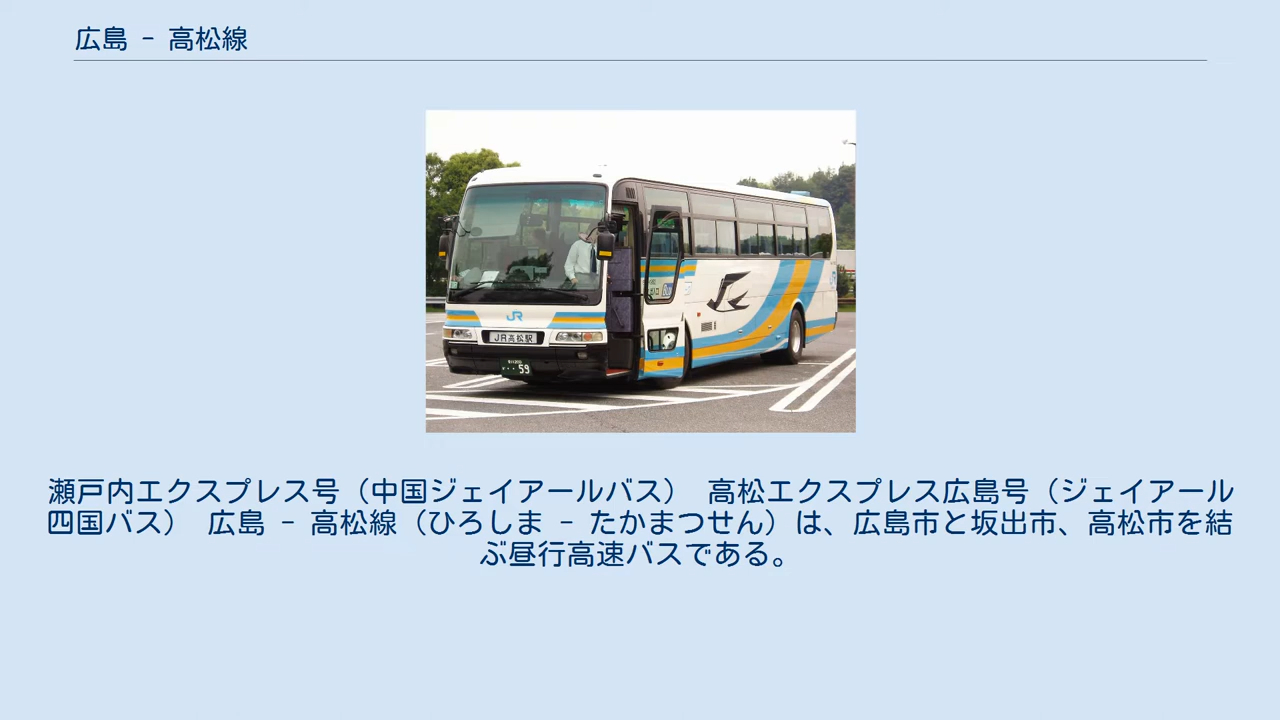 広島 - 高松線
JR
JR高松駅
59
瀬戸内エクスプレス号（中国ジェイアールバス） 高松エクスプレス広島号（ジェイアール
四国バス） 広島 - 高松線（ひろしま - たかまつせん）は、広島市と坂出市、高松市を結
ぶ昼行高速バスである。